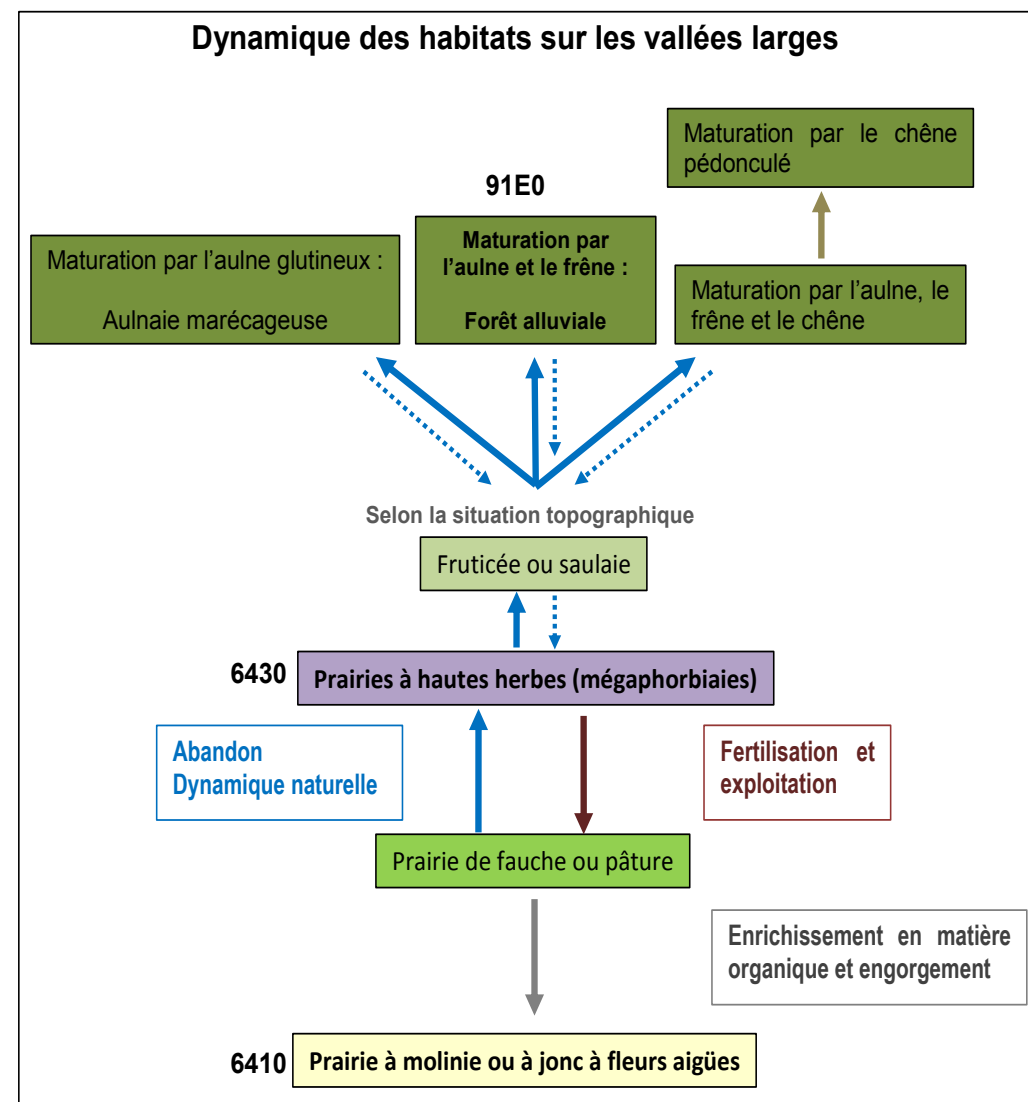 Dynamique des habitats sur les vallées larges
Maturation par le chêne
pédonculé
91E0
Maturation par l'aulne glutineux :
Aulnaie marécageuse
Maturation par
l'aulne et le frêne :
Forêt alluviale
Maturation par l'aulne, le
frêne et le chêne
Selon la situation topographique
Fruticée ou saulaie
6430
Prairies à hautes herbes (mégaphorbiaies)
Abandon
Dynamique naturelle
Fertilisation et
exploitation
Prairie de fauche ou pâture
Enrichissement en matière
organique et engorgement
6410
Prairie à molinie ou à jonc à fleurs aigües